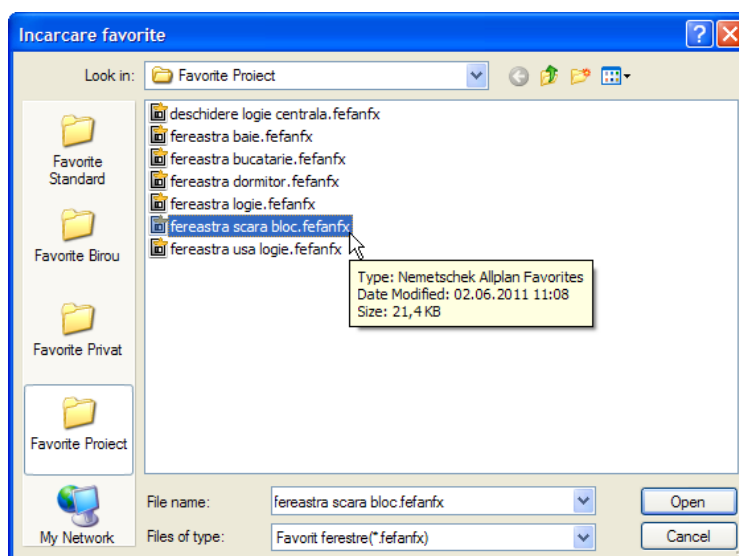 Incarcare favorite
Look in: Favorite Proiect
Favorite
Standard
Favorite Birou
Favorite Privat
Favorite Proiect
My Network
deschidere logie centrala.fefanfx
fereastra baie.fefanfx
fereastra bucatarie.fefanfx
fereastra dormitor.fefanfx
fereastra logie.fefanfx
fereastra scara bloc.fefanfx
fereastra usa logie.fefanfx
Type: Nemetschek Allplan Favorites
Date Modified: 02.06.2011 11:08
Size: 21,4 KB
File name: fereastra scara bloc.fefanfx Open
Files of type: Favorit ferestre(*.fefanfx) Cancel